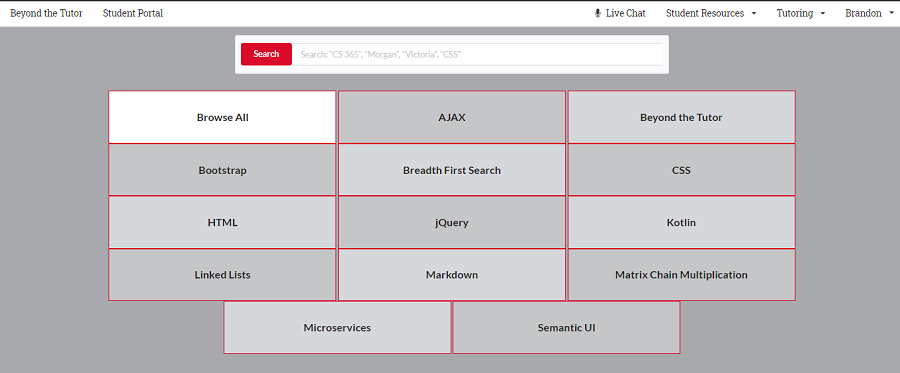 Beyond the Tutor Student Portal Live Chat Student Resources Tutoring Brandon
Search Search: "CS 365", "Morgan", "Victoria", "CSS"
Browse All AJAX Beyond the Tutor
Bootstrap Breadth First Search CSS
HTML jQuery Kotlin
Linked Lists Markdown Matrix Chain Multiplication
Microservices Semantic UI